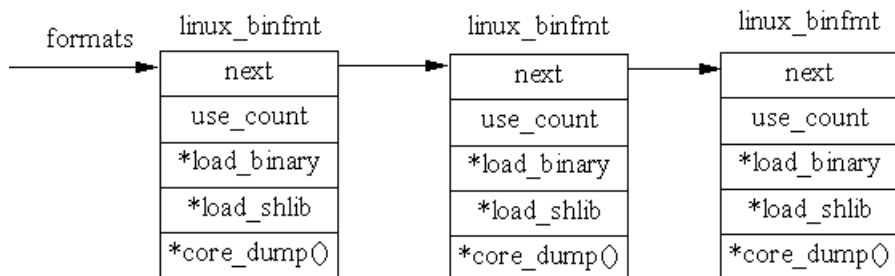 formats
linux_binfmt
next
use_count
*load_binary
*load_shlib
*core_dump()
linux_binfmt
next
use_count
*load_binary
*load_shlib
*core_dump()
linux_binfmt
next
use_count
*load_binary
*load_shlib
*core_dump()